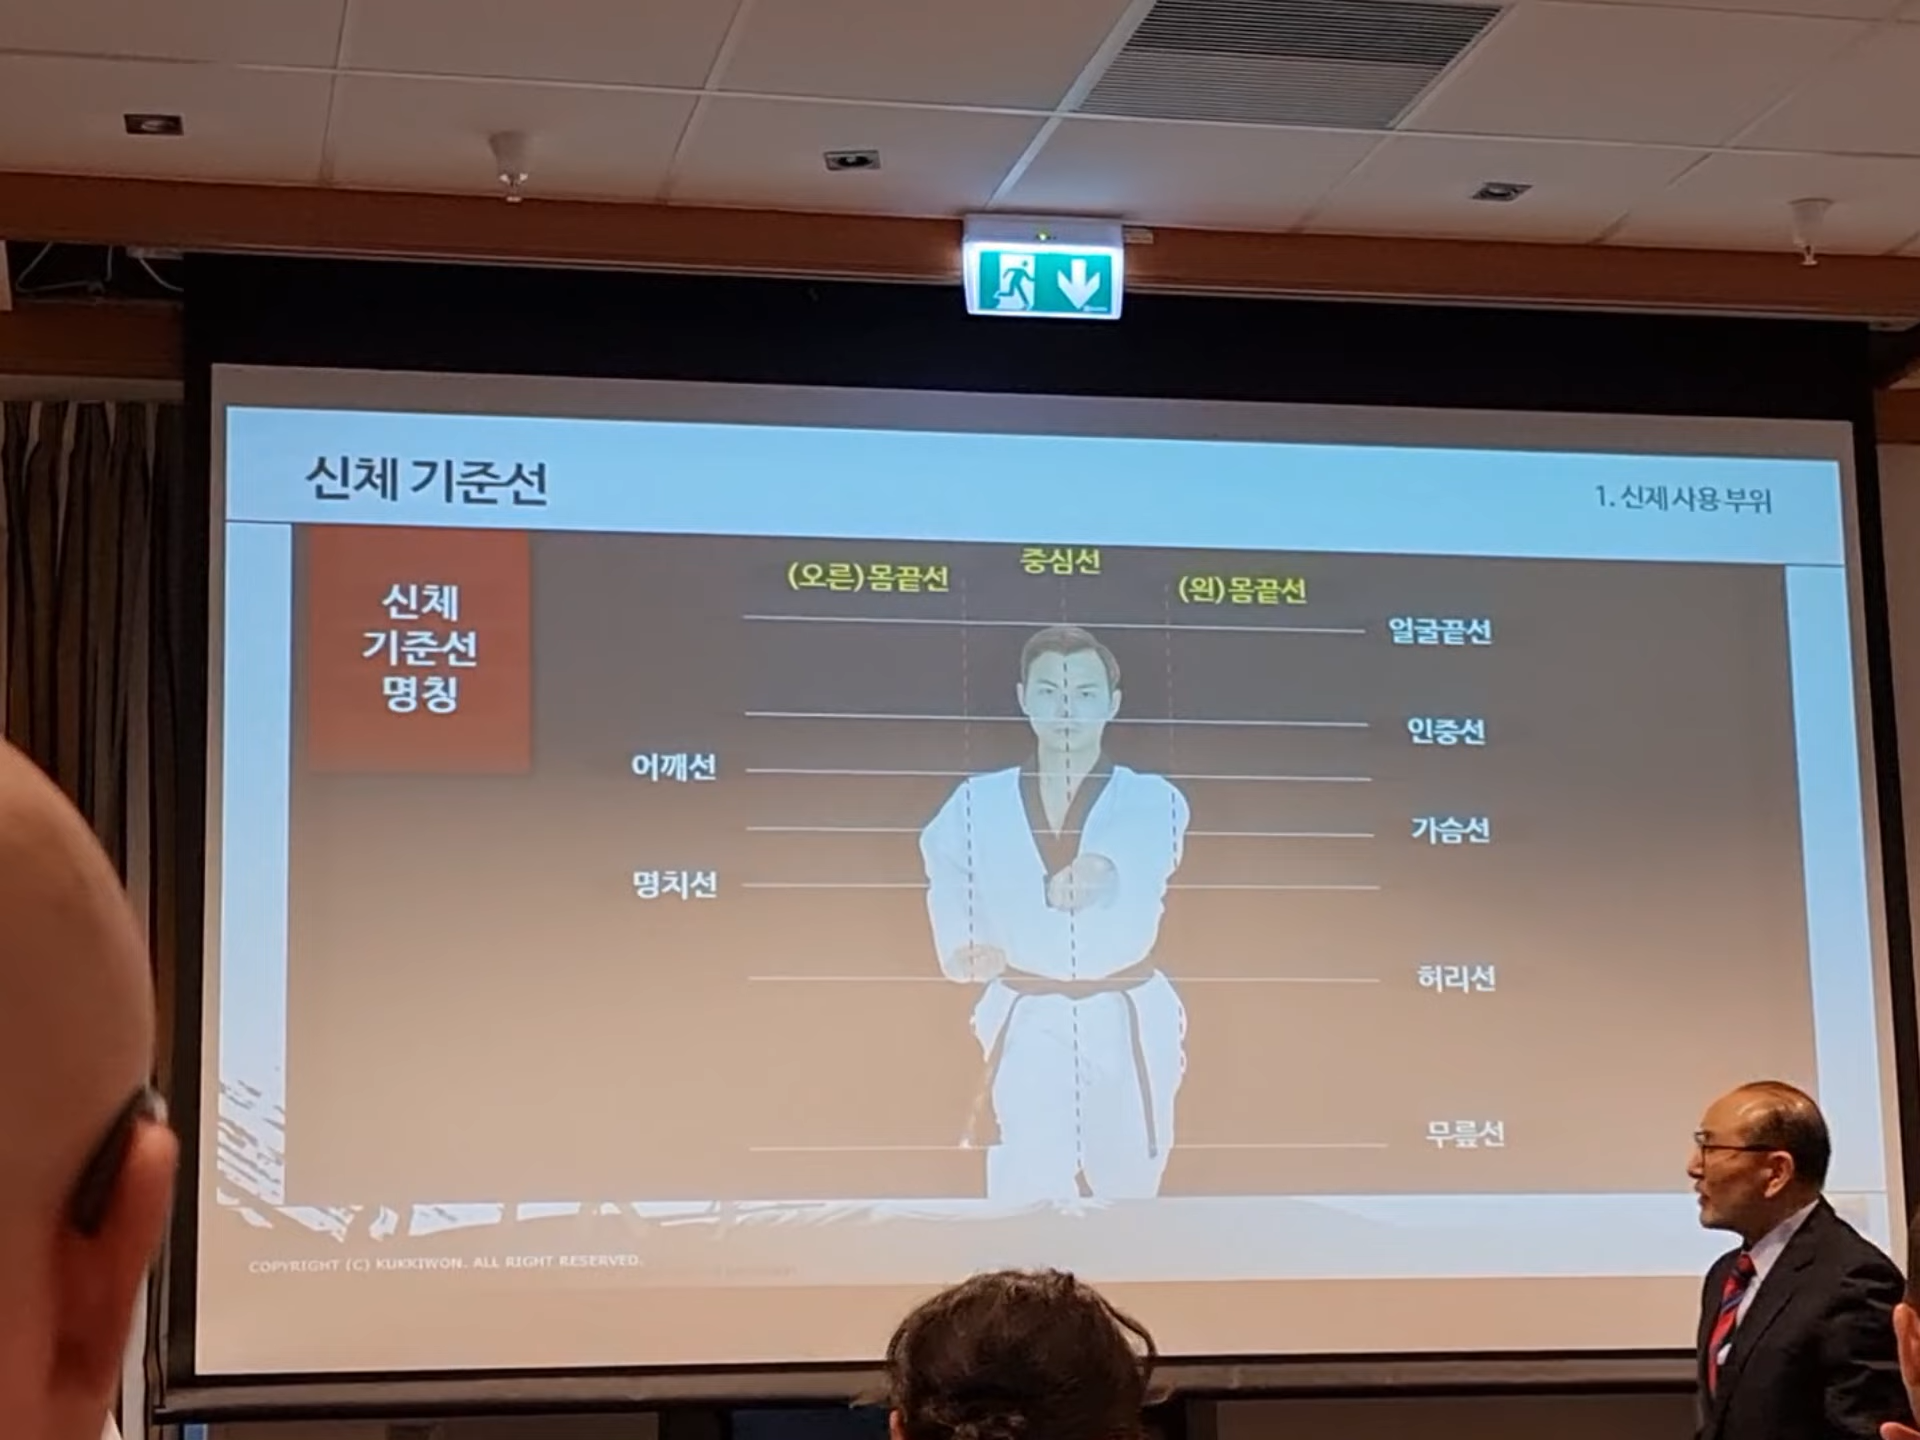 신체 기준선
1. 신체 사용 부위
신체
기준선
명칭
(오른)몸끝선
중심선
(왼)몸끝선
얼굴끝선
인중선
어깨선
가슴선
명치선
허리선
무릎선
COPYRIGHT (C) KUKKIWON. ALL RIGHT RESERVED.